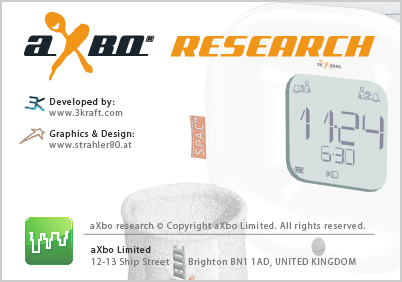 aXbo® RESEARCH
aXbo
Developed by:
www.3kraft.com
Graphics & Design:
www.strahler80.at
S.P.A.C.
11:24
6:30
aXbo research © Copyright aXbo Limited. All rights reserved.
aXbo Limited
12-13 Ship Street Brighton BN1 1AD, UNITED KINGDOM